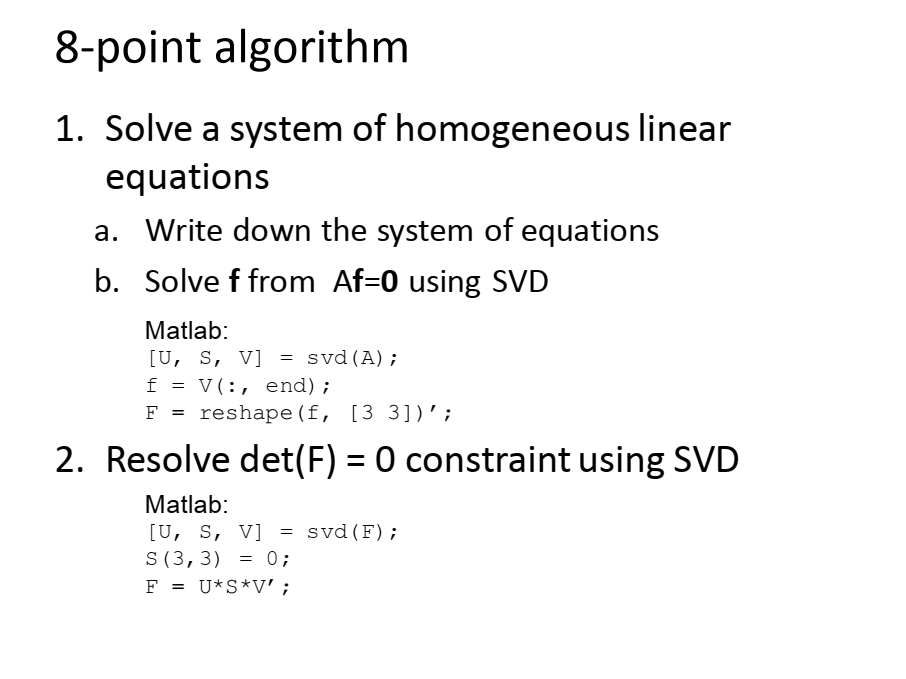 8-point algorithm
1. Solve a system of homogeneous linear
equations
a. Write down the system of equations
b. Solve f from Af=0 using SVD
Matlab:
[U, S, V] = svd(A);
f = V(:, end);
F = reshape(f, [3 3])’;
2. Resolve det(F) = 0 constraint using SVD
Matlab:
[U, S, V] = svd(F);
S(3,3) = 0;
F = U*S*V’;